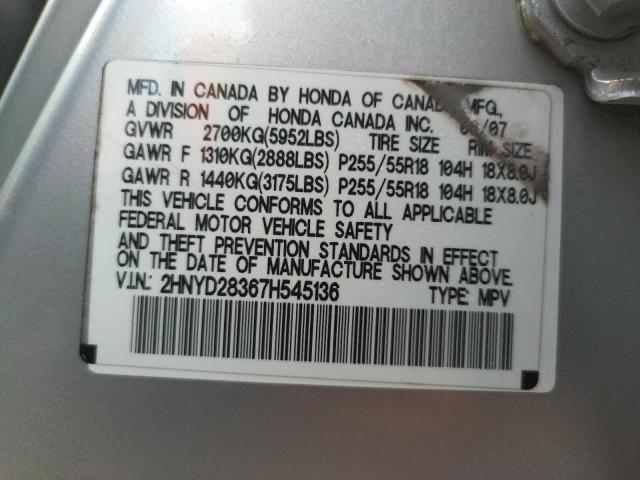 MFD. IN CANADA BY HONDA OF CANADA MFG.,
A DIVISION OF HONDA CANADA INC. /07
GVWR 2700KG(5952LBS) TIRE SIZE RIM SIZE
GAWR F 1310KG(2888LBS) P255/55R18 104H 18X8.0J
GAWR R 1440KG(3175LBS) P255/55R18 104H 18X8.0J
THIS VEHICLE CONFORMS TO ALL APPLICABLE
FEDERAL MOTOR VEHICLE SAFETY
AND THEFT PREVENTION STANDARDS IN EFFECT
ON THE DATE OF MANUFACTURE SHOWN ABOVE.
V.I.N.: 2HNYD28367H545136 TYPE: MPV